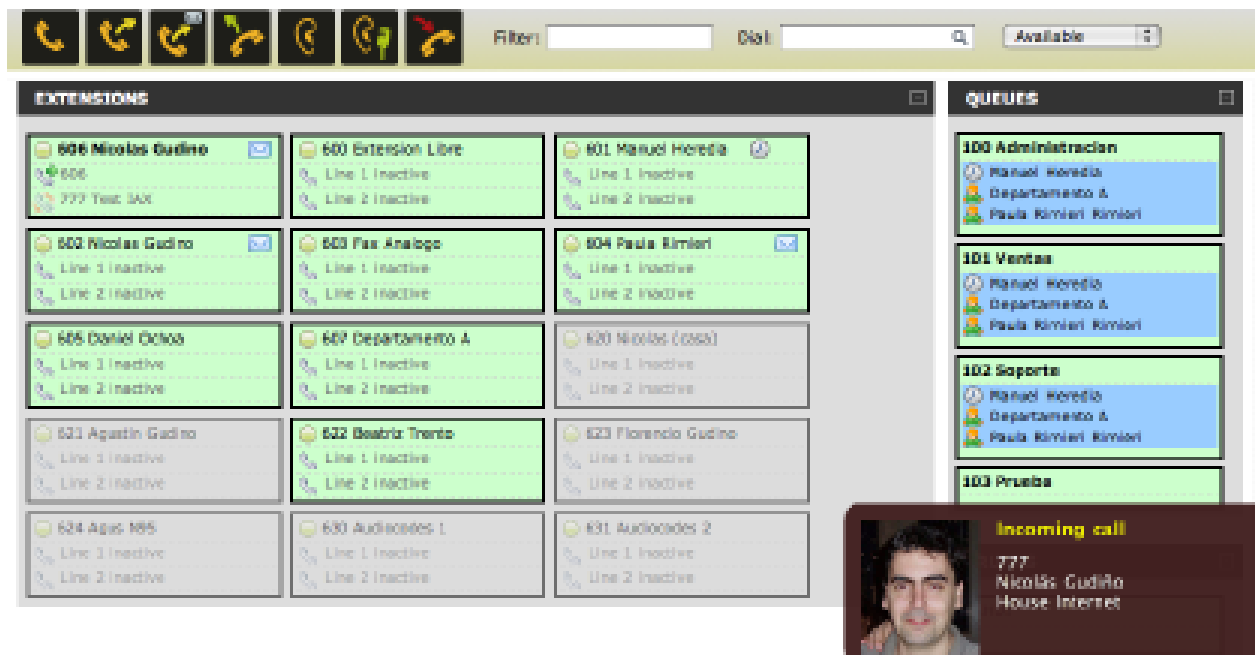 Filter: Dial: Available
EXTENSIONS
606 Nicolas Gudino
606
777 Test IAX
600 Extension Libre
Line 1 inactive
Line 2 inactive
601 Manuel Heredia
Line 1 inactive
Line 2 inactive
602 Nicolas Gudino
Line 1 inactive
Line 2 inactive
603 Fax Analogo
Line 1 inactive
Line 2 inactive
604 Paula Rimieri
Line 1 inactive
Line 2 inactive
605 Daniel Ochoa
Line 1 inactive
Line 2 inactive
607 Departamento A
Line 1 inactive
Line 2 inactive
620 Nicolas (casa)
Line 1 inactive
Line 2 inactive
621 Agustin Gudino
Line 1 inactive
Line 2 inactive
622 Beatriz Trento
Line 1 inactive
Line 2 inactive
623 Florencio Gudino
Line 1 inactive
Line 2 inactive
624 Agus N95
Line 1 inactive
Line 2 inactive
630 Audiocodes 1
Line 1 inactive
Line 2 inactive
631 Audiocodes 2
Line 1 inactive
Line 2 inactive
QUEUES
100 Administracion
Manuel Heredia
Departamento A
Paula Rimieri Rimieri
101 Ventas
Manuel Heredia
Departamento A
Paula Rimieri Rimieri
102 Soporte
Manuel Heredia
Departamento A
Paula Rimieri Rimieri
103 Prueba
Incoming call
777
Nicolás Gudiño
House Internet